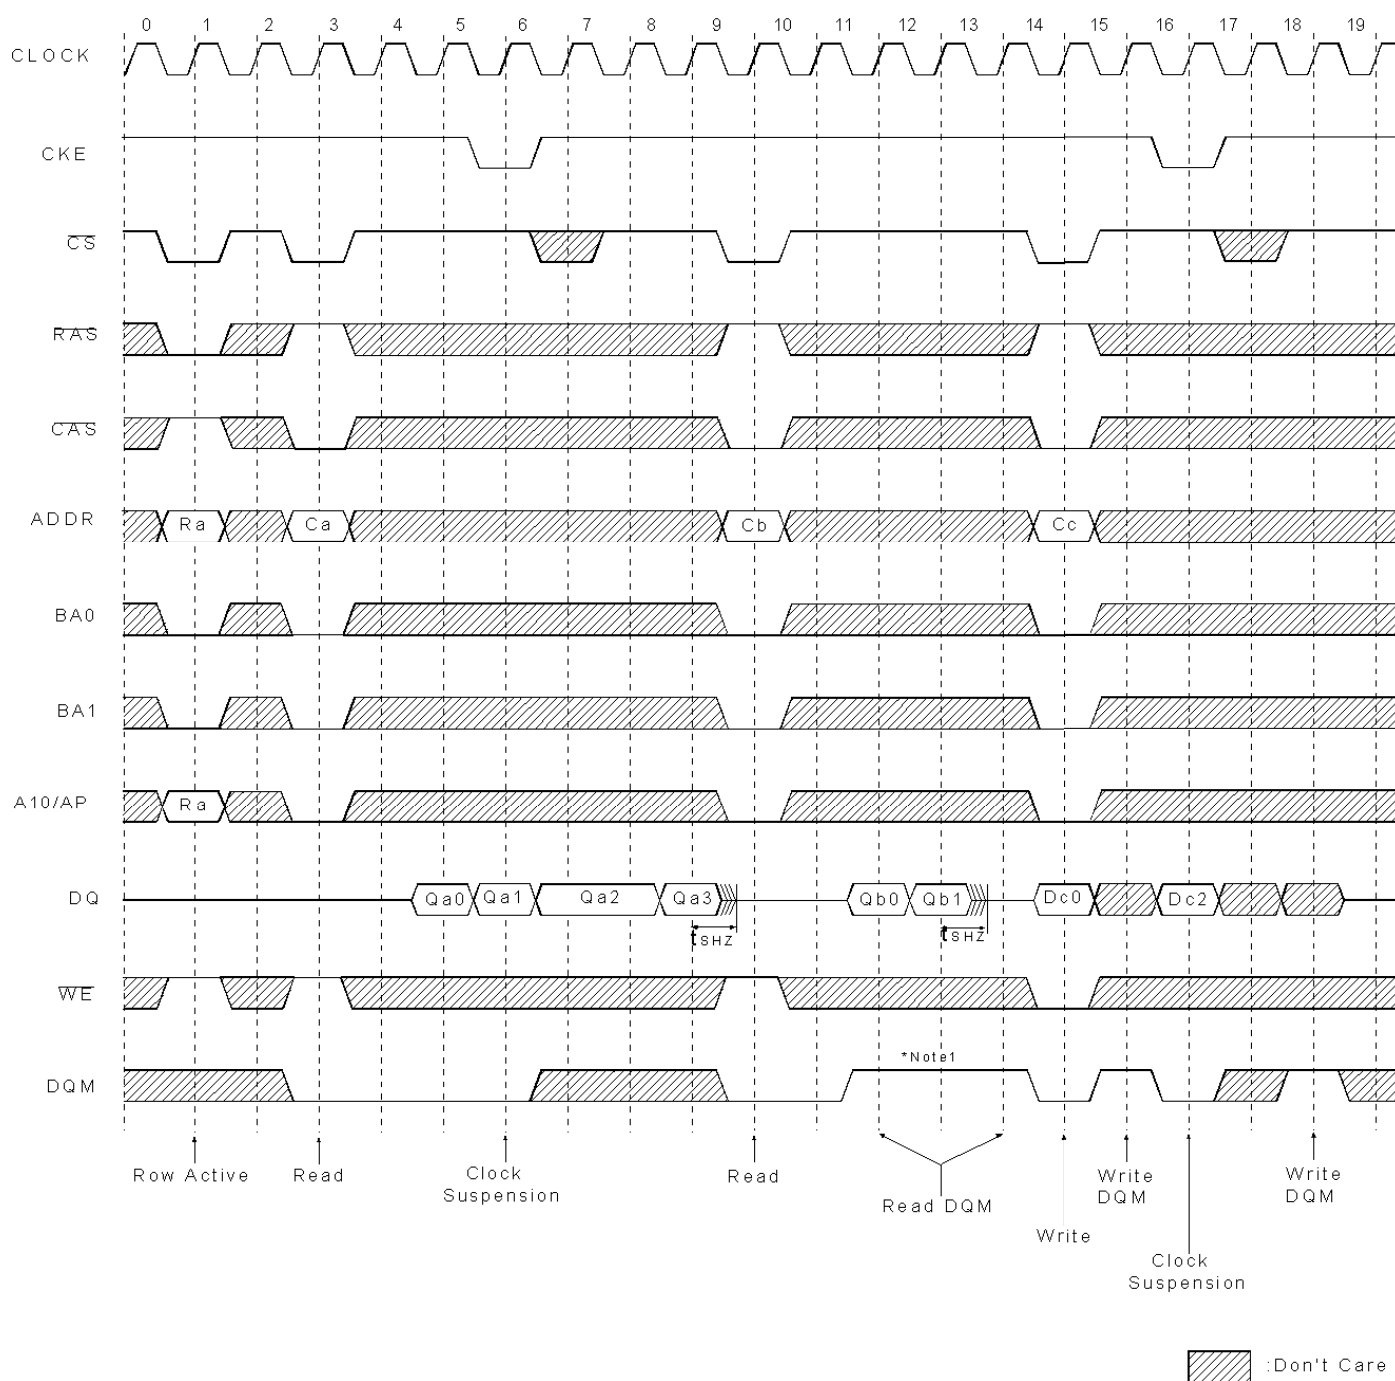 0 1 2 3 4 5 6 7 8 9 10 11 12 13 14 15 16 17 18 19
CLOCK
CKE
CS
RAS
CAS
ADDR Ra Ca Cb Cc
BA0
BA1
A10/AP Ra
DQ Qa0 Qa1 Qa2 Qa3 Qb0 Qb1 Dc0 Dc2
tSHZ tSHZ
WE
*Note1
DQM
Row Active Read Clock Suspension Read Read DQM Write Write DQM Clock Suspension Write DQM
:Don't Care